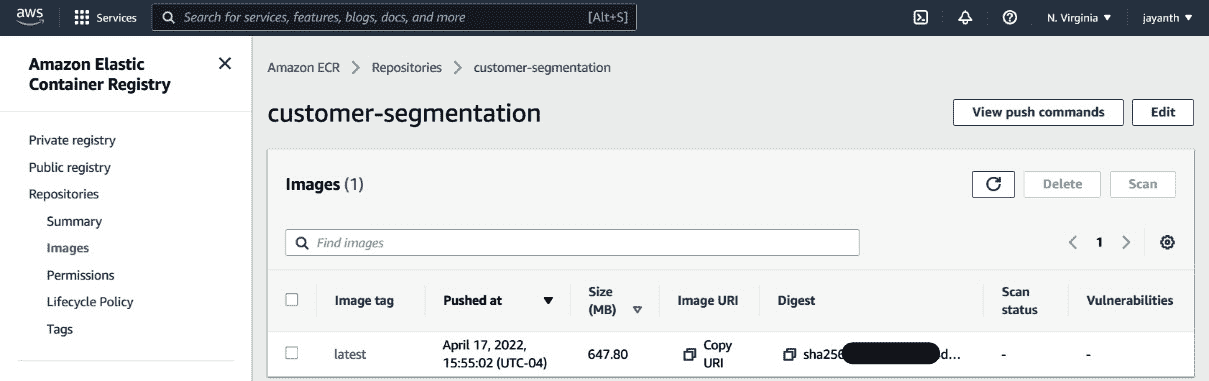 aws
Services
Search for services, features, blogs, docs, and more
[Alt+S]
N. Virginia
jayanth
Amazon Elastic
Container Registry
Private registry
Public registry
Repositories
Summary
Images
Permissions
Lifecycle Policy
Tags
Amazon ECR
Repositories
customer-segmentation
customer-segmentation
View push commands
Edit
Images (1)
Delete
Scan
Find images
1
Image tag
Pushed at
Size
(MB)
Image URI
Digest
Scan
status
Vulnerabilities
latest
April 17, 2022,
15:55:02 (UTC-04)
647.80
Copy
URI
sha256
d...
-
-